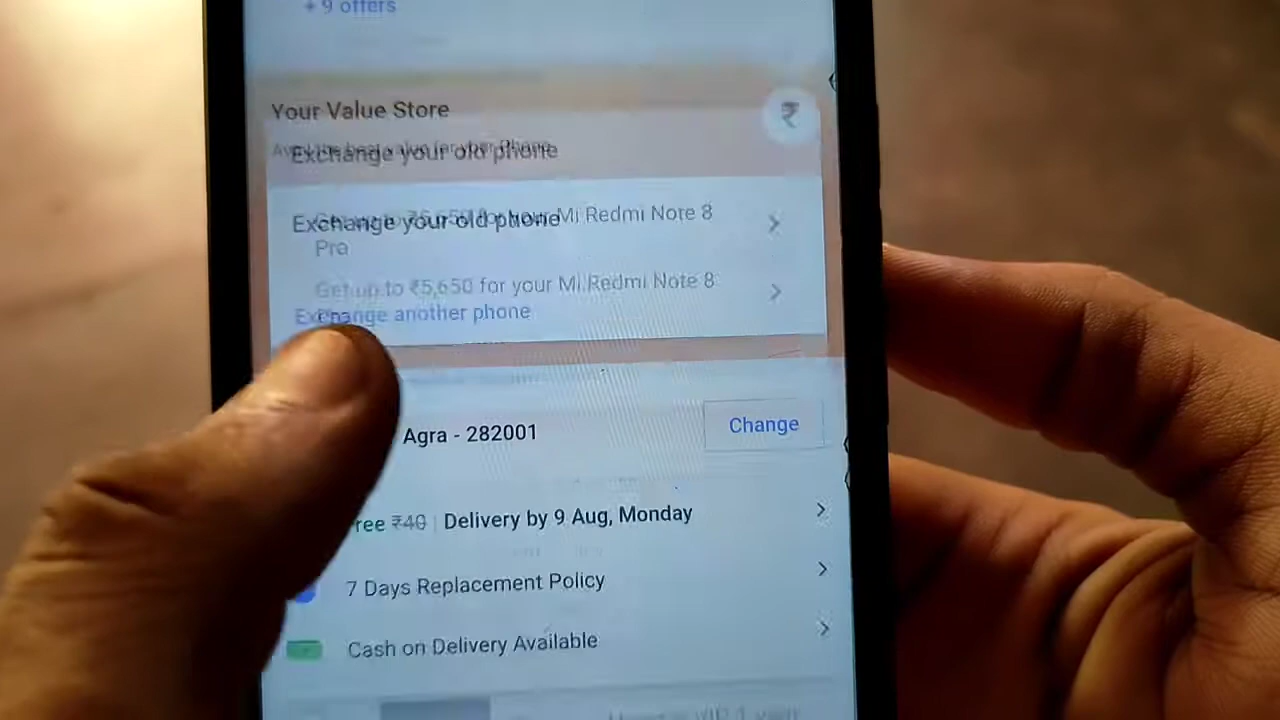 + 9 offers
Your Value Store
₹
Exchange your old phone
Exchange your old phone
Mi Redmi Note 8
Pro
Get up to ₹5,650 for your Mi Redmi Note 8
Exchange another phone
Agra - 282001
Change
ree ₹40 | Delivery by 9 Aug, Monday
7 Days Replacement Policy
Cash on Delivery Available